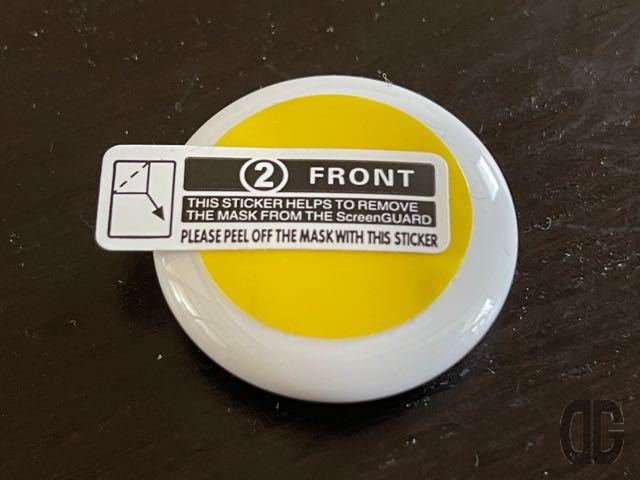 2 FRONT
THIS STICKER HELPS TO REMOVE
THE MASK FROM THE ScreenGUARD
PLEASE PEEL OFF THE MASK WITH THIS STICKER
DG